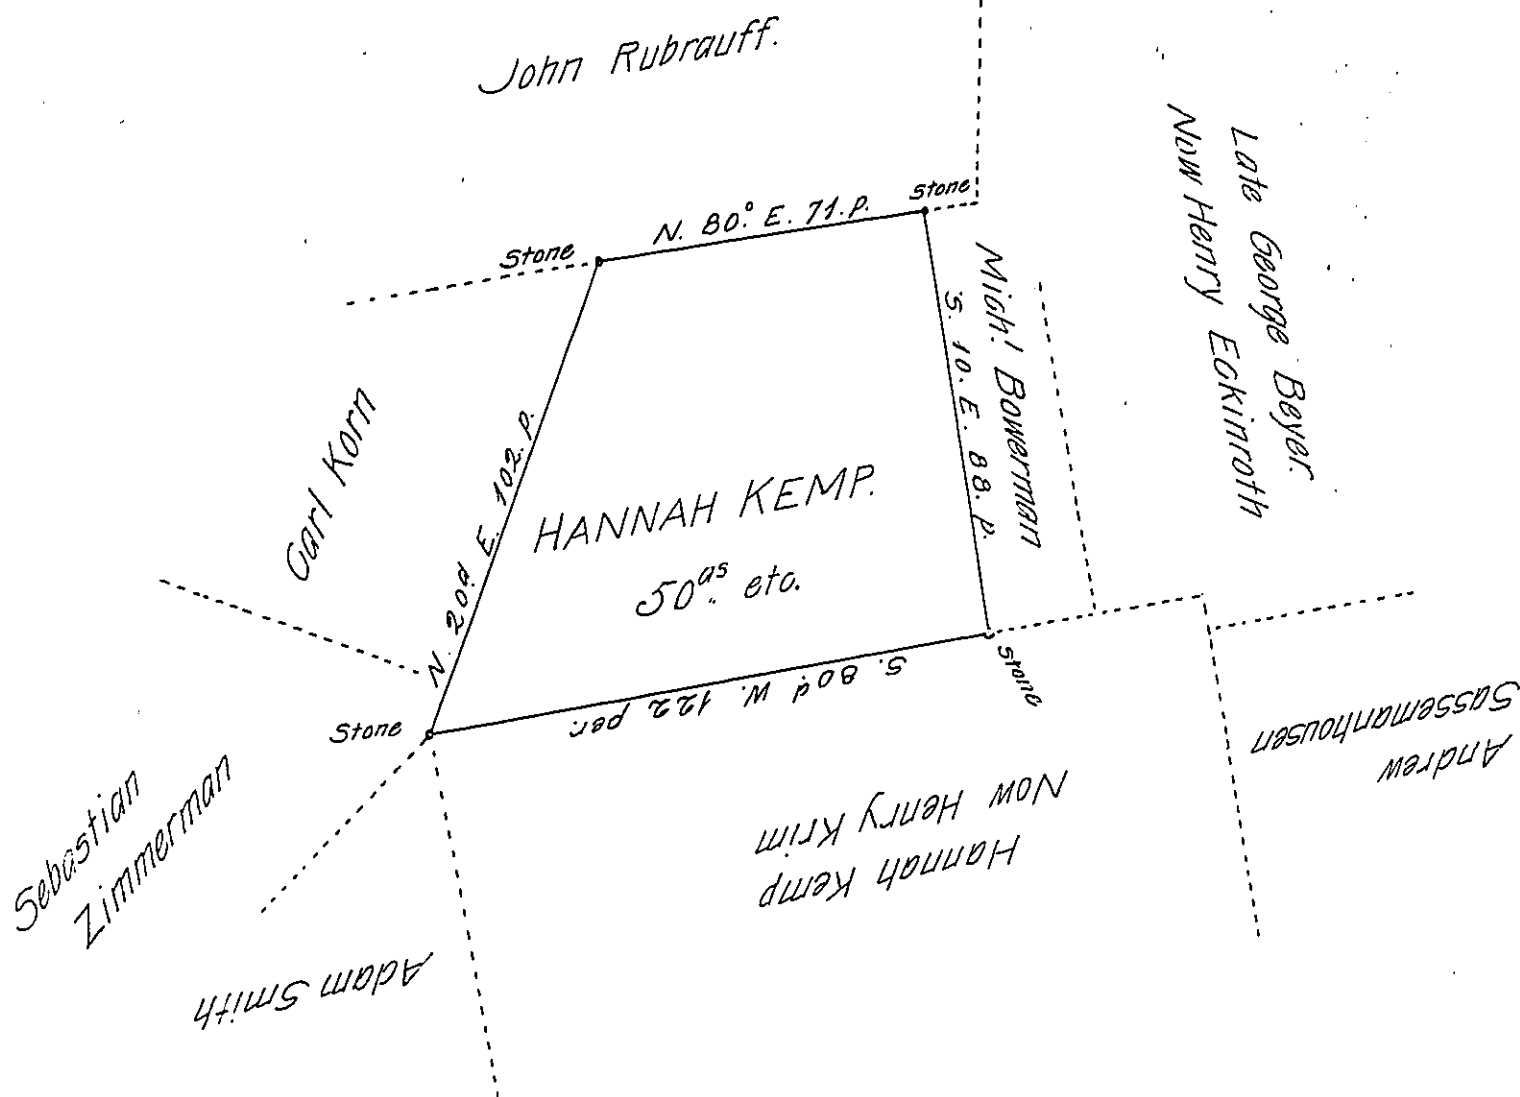 John Rubrauff.
Stone
N. 80.° E. 71. p.
Stone
Late George Beyer.
Now Henry Eckinroth
Mich! Bowerman
S. 10. E. 88. p.
Carl Korn
N. 20.d E. 102. p.
HANNAH KEMP.
50as etc.
Stone
S. 80.d W. 122 per.
Stone
Andrew
Sassemanhousen
Sebastian
Zimmerman
Adam Smith
Hannah Kemp
Now Henry Krim